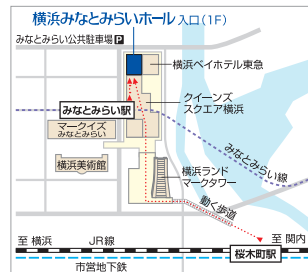 横浜みなとみらいホール 入口(1F)
みなとみらい公共駐車場 P
横浜ベイホテル東急
みなとみらい駅
クイーンズ
スクエア横浜
マークイズ
みなとみらい
みなとみらい線
横浜美術館
横浜ランド
マークタワー
動く歩道
至 横浜
JR線
至 関内
桜木町駅
市営地下鉄